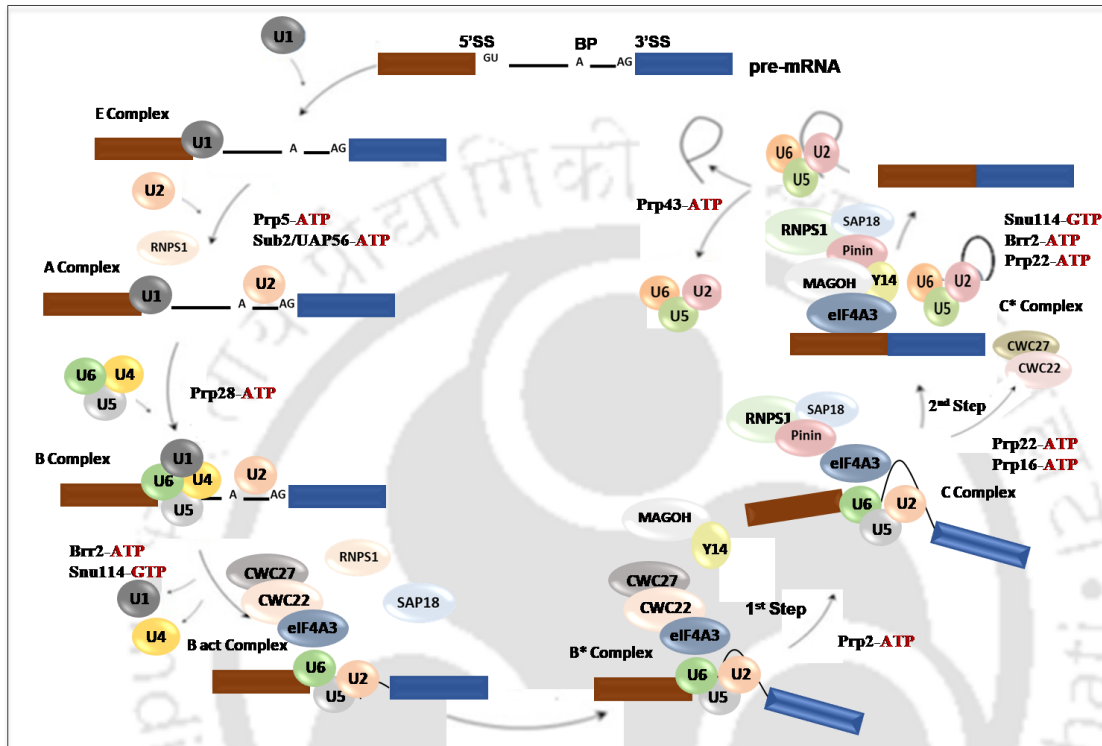 U1
5'SS
BP
3'SS
GU
A
AG
pre-mRNA
E Complex
U1
A
AG
U2
RNPS1
Prp5-ATP
Sub2/UAP56-ATP
A Complex
U1
U2
A
AG
U6
U4
U5
Prp28-ATP
B Complex
U1
U6
U4
U5
U2
A
AG
Brr2-ATP
Snu114-GTP
U1
U4
CWC27
CWC22
eIF4A3
RNPS1
SAP18
B act Complex
U6
U5
U2
MAGOH
Y14
CWC27
CWC22
eIF4A3
B* Complex
U6
U5
U2
1st Step
Prp2-ATP
RNPS1
SAP18
Pinin
eIF4A3
U6
U5
U2
C Complex
2nd Step
Prp22-ATP
Prp16-ATP
CWC27
CWC22
C* Complex
RNPS1
SAP18
Pinin
MAGOH
Y14
eIF4A3
U6
U2
U5
Snu114-GTP
Brr2-ATP
Prp22-ATP
U6
U2
U5
Prp43-ATP
U6
U2
U5